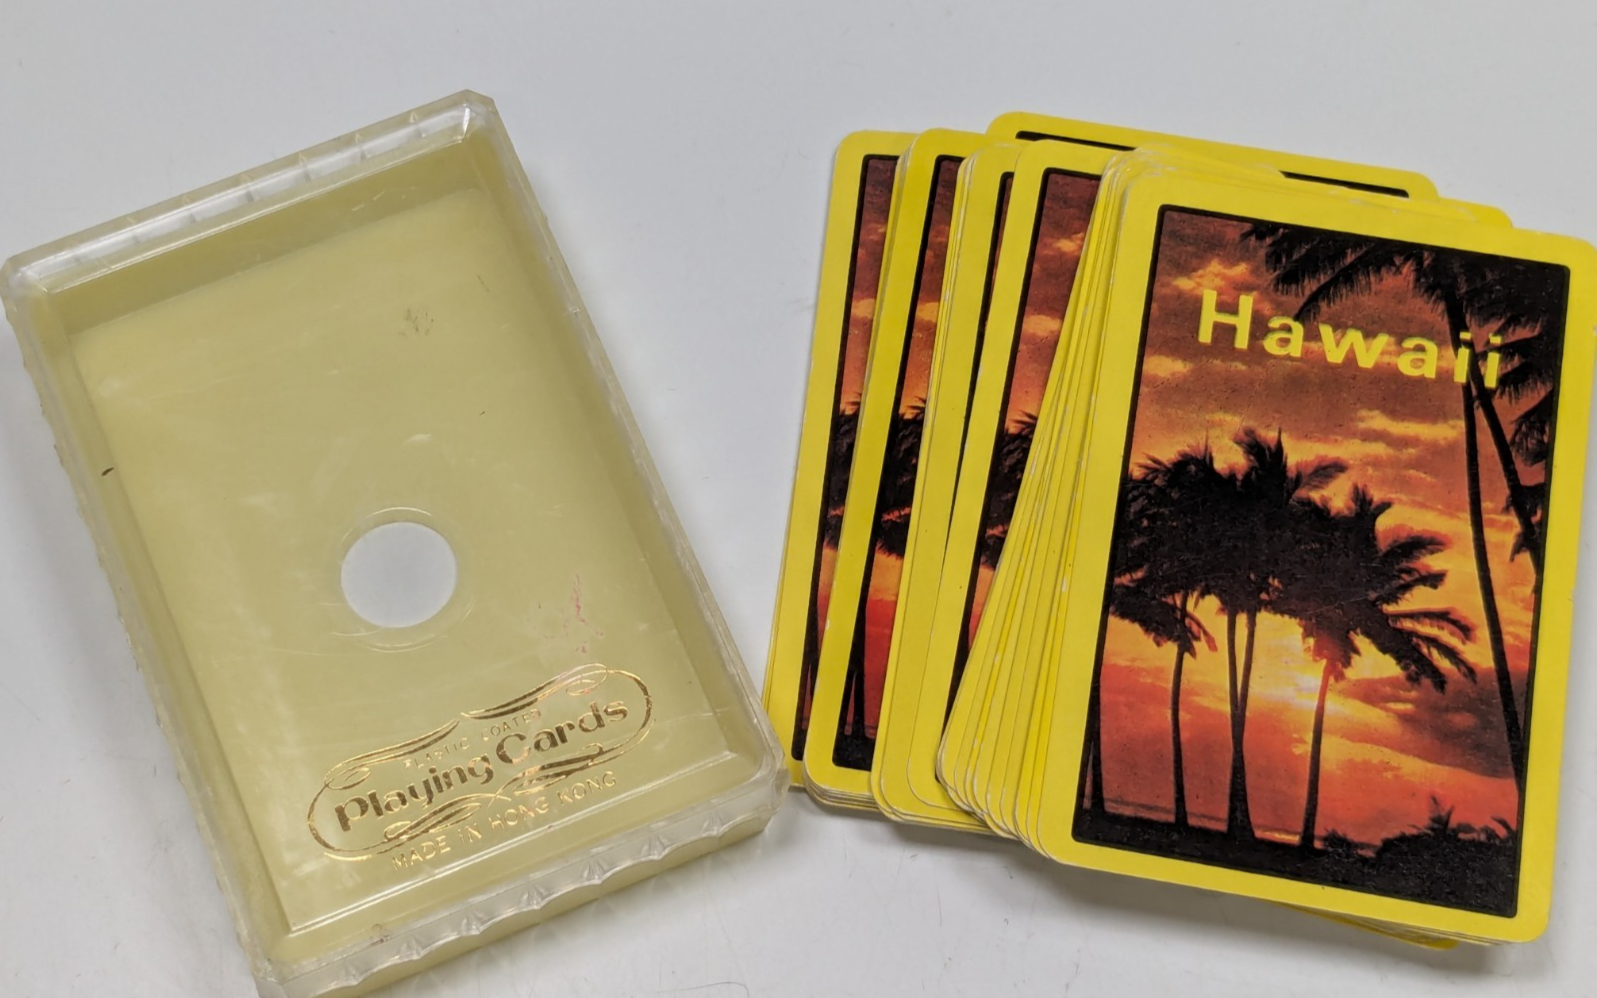 PLASTIC COATED
Playing Cards
MADE IN HONG KONG
Hawaii